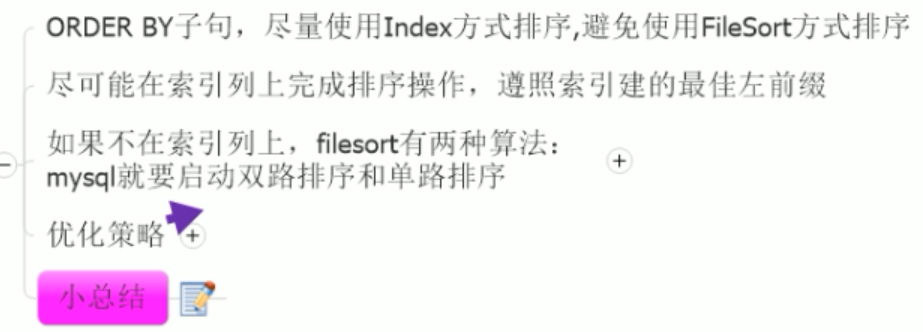 ORDER BY子句，尽量使用Index方式排序,避免使用FileSort方式排序
尽可能在索引列上完成排序操作，遵照索引建的最佳左前缀
如果不在索引列上，filesort有两种算法：
mysql就要启动双路排序和单路排序
优化策略
小总结